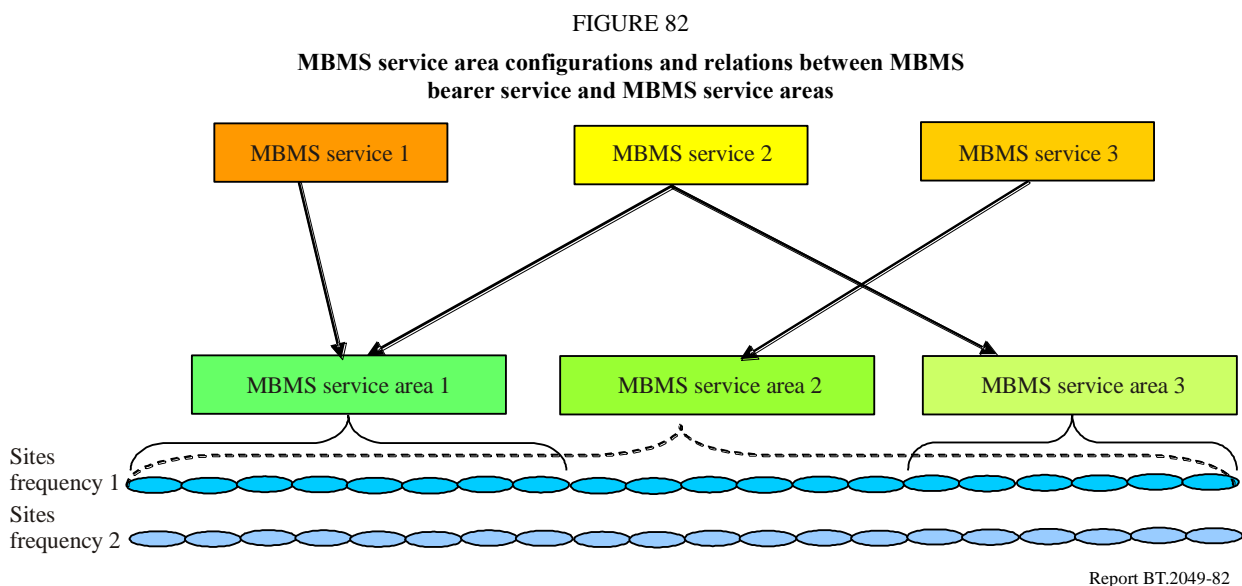 FIGURE 82
MBMS service area configurations and relations between MBMS
bearer service and MBMS service areas
MBMS service 1
MBMS service 2
MBMS service 3
MBMS service area 1
MBMS service area 2
MBMS service area 3
Sites
frequency 1
Sites
frequency 2
Report BT.2049-82